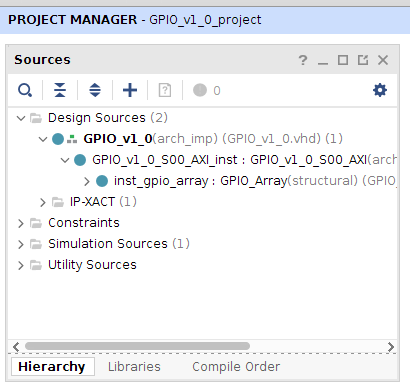 PROJECT MANAGER - GPIO_v1_0_project
Sources
0
Design Sources (2)
GPIO_v1_0(arch_imp) (GPIO_v1_0.vhd) (1)
GPIO_v1_0_S00_AXI_inst : GPIO_v1_0_S00_AXI(arch
inst_gpio_array : GPIO_Array(structural) (GPIO_
IP-XACT (1)
Constraints
Simulation Sources (1)
Utility Sources
Hierarchy Libraries Compile Order